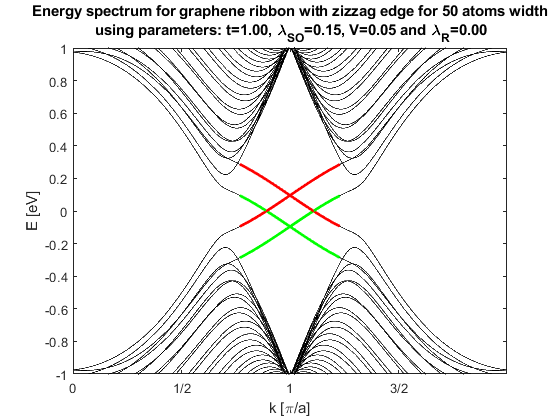 Energy spectrum for graphene ribbon with zizzag edge for 50 atoms width
using parameters: t=1.00, λSO=0.15, V=0.05 and λR=0.00
1
0.8
0.6
0.4
0.2
0
-0.2
-0.4
-0.6
-0.8
-1
E [eV]
0 1/2 1 3/2
k [π/a]